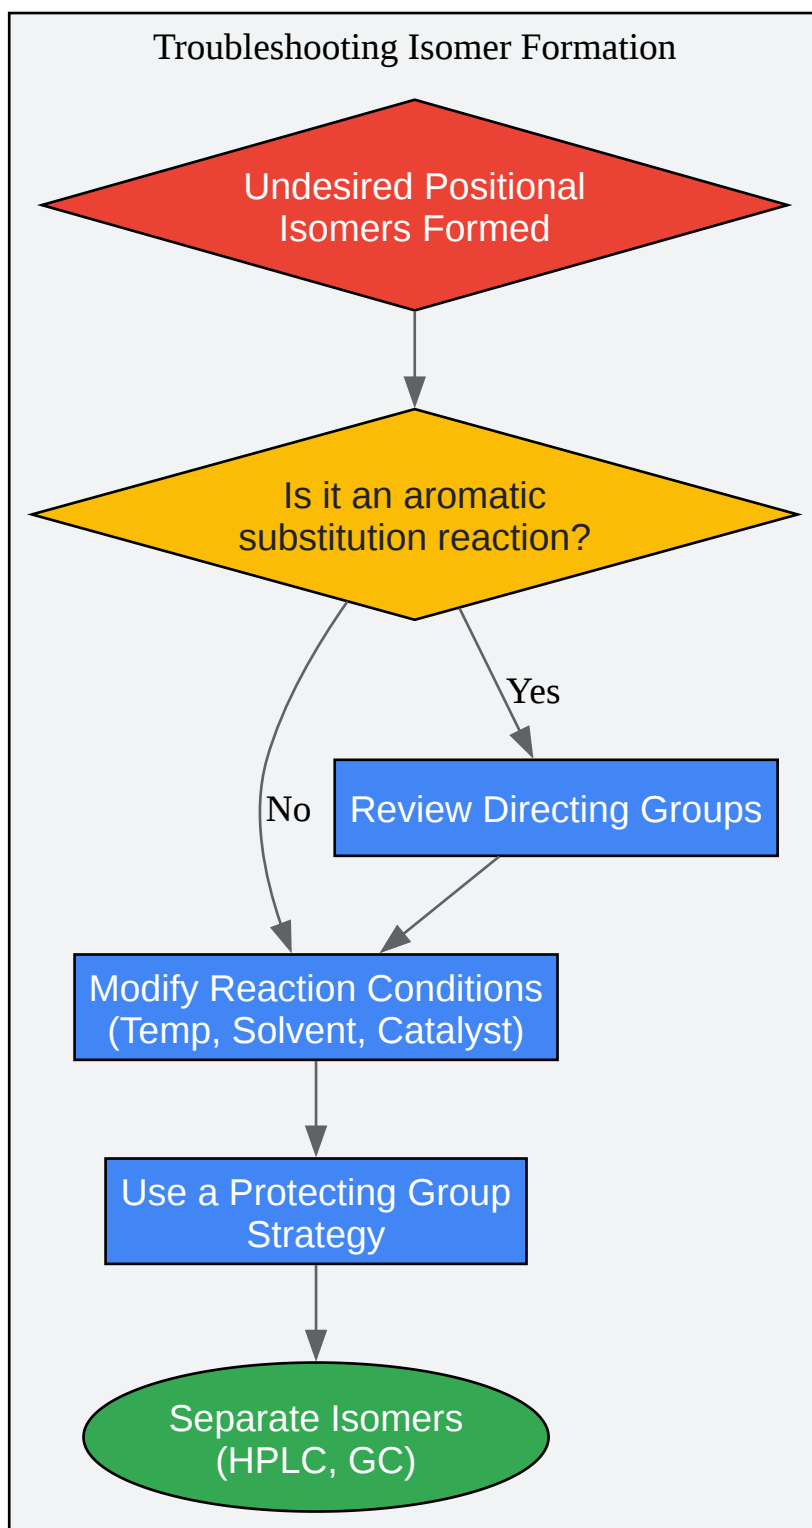 Troubleshooting Isomer Formation
Undesired Positional
Isomers Formed
Is it an aromatic
substitution reaction?
Yes
Review Directing Groups
No
Modify Reaction Conditions
(Temp, Solvent, Catalyst)
Use a Protecting Group
Strategy
Separate Isomers
(HPLC, GC)